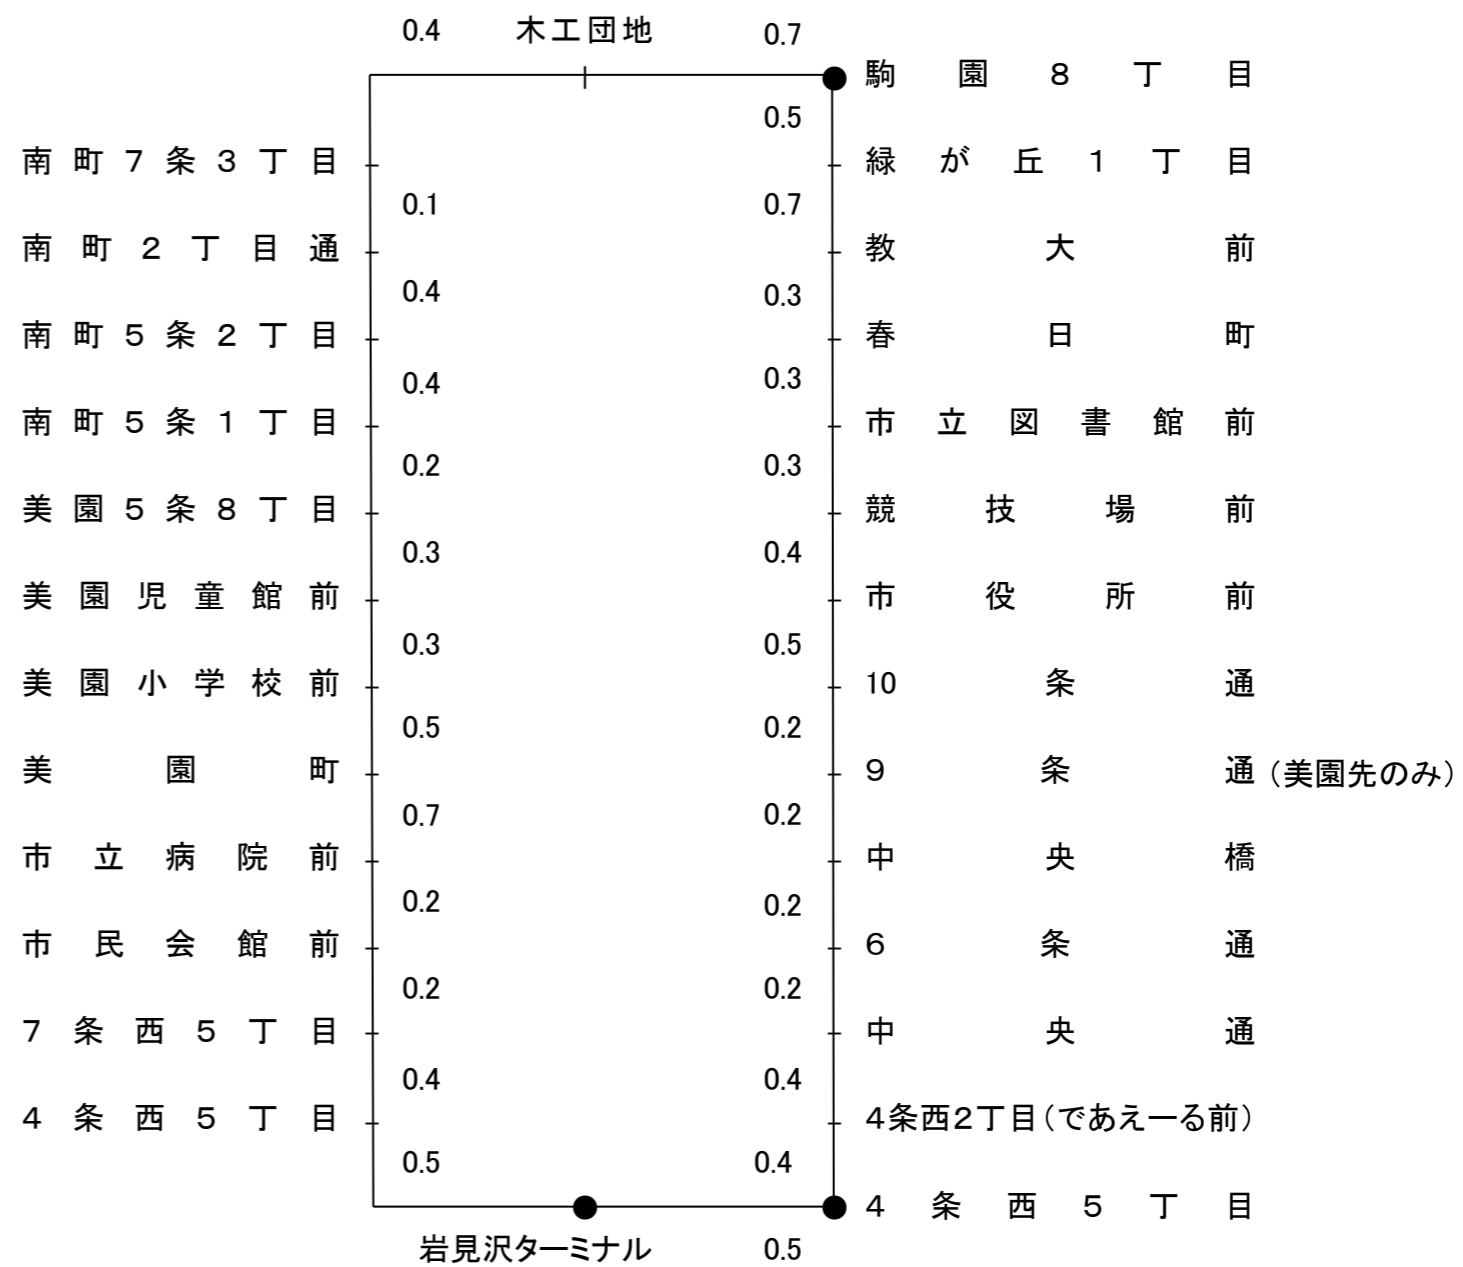 0.4 木工団地 0.7
駒園8丁目
0.5
南町7条3丁目 緑が丘1丁目
0.1 0.7
南町2丁目通 教大前
0.4 0.3
南町5条2丁目 春日町
0.4 0.3
南町5条1丁目 市立図書館前
0.2 0.3
美園5条8丁目 競技場前
0.3 0.4
美園児童館前 市役所前
0.3 0.5
美園小学校前 10条通
0.5 0.2
美園町 9条通(美園先のみ)
0.7 0.2
市立病院前 中央橋
0.2 0.2
市民会館前 6条通
0.2 0.2
7条西5丁目 中央通
0.4 0.4
4条西5丁目 4条西2丁目(であえーる前)
0.5 0.4
4条西5丁目
岩見沢ターミナル 0.5